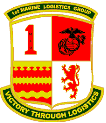 1st MARINE LOGISTICS GROUP
1
VICTORY THROUGH LOGISTICS